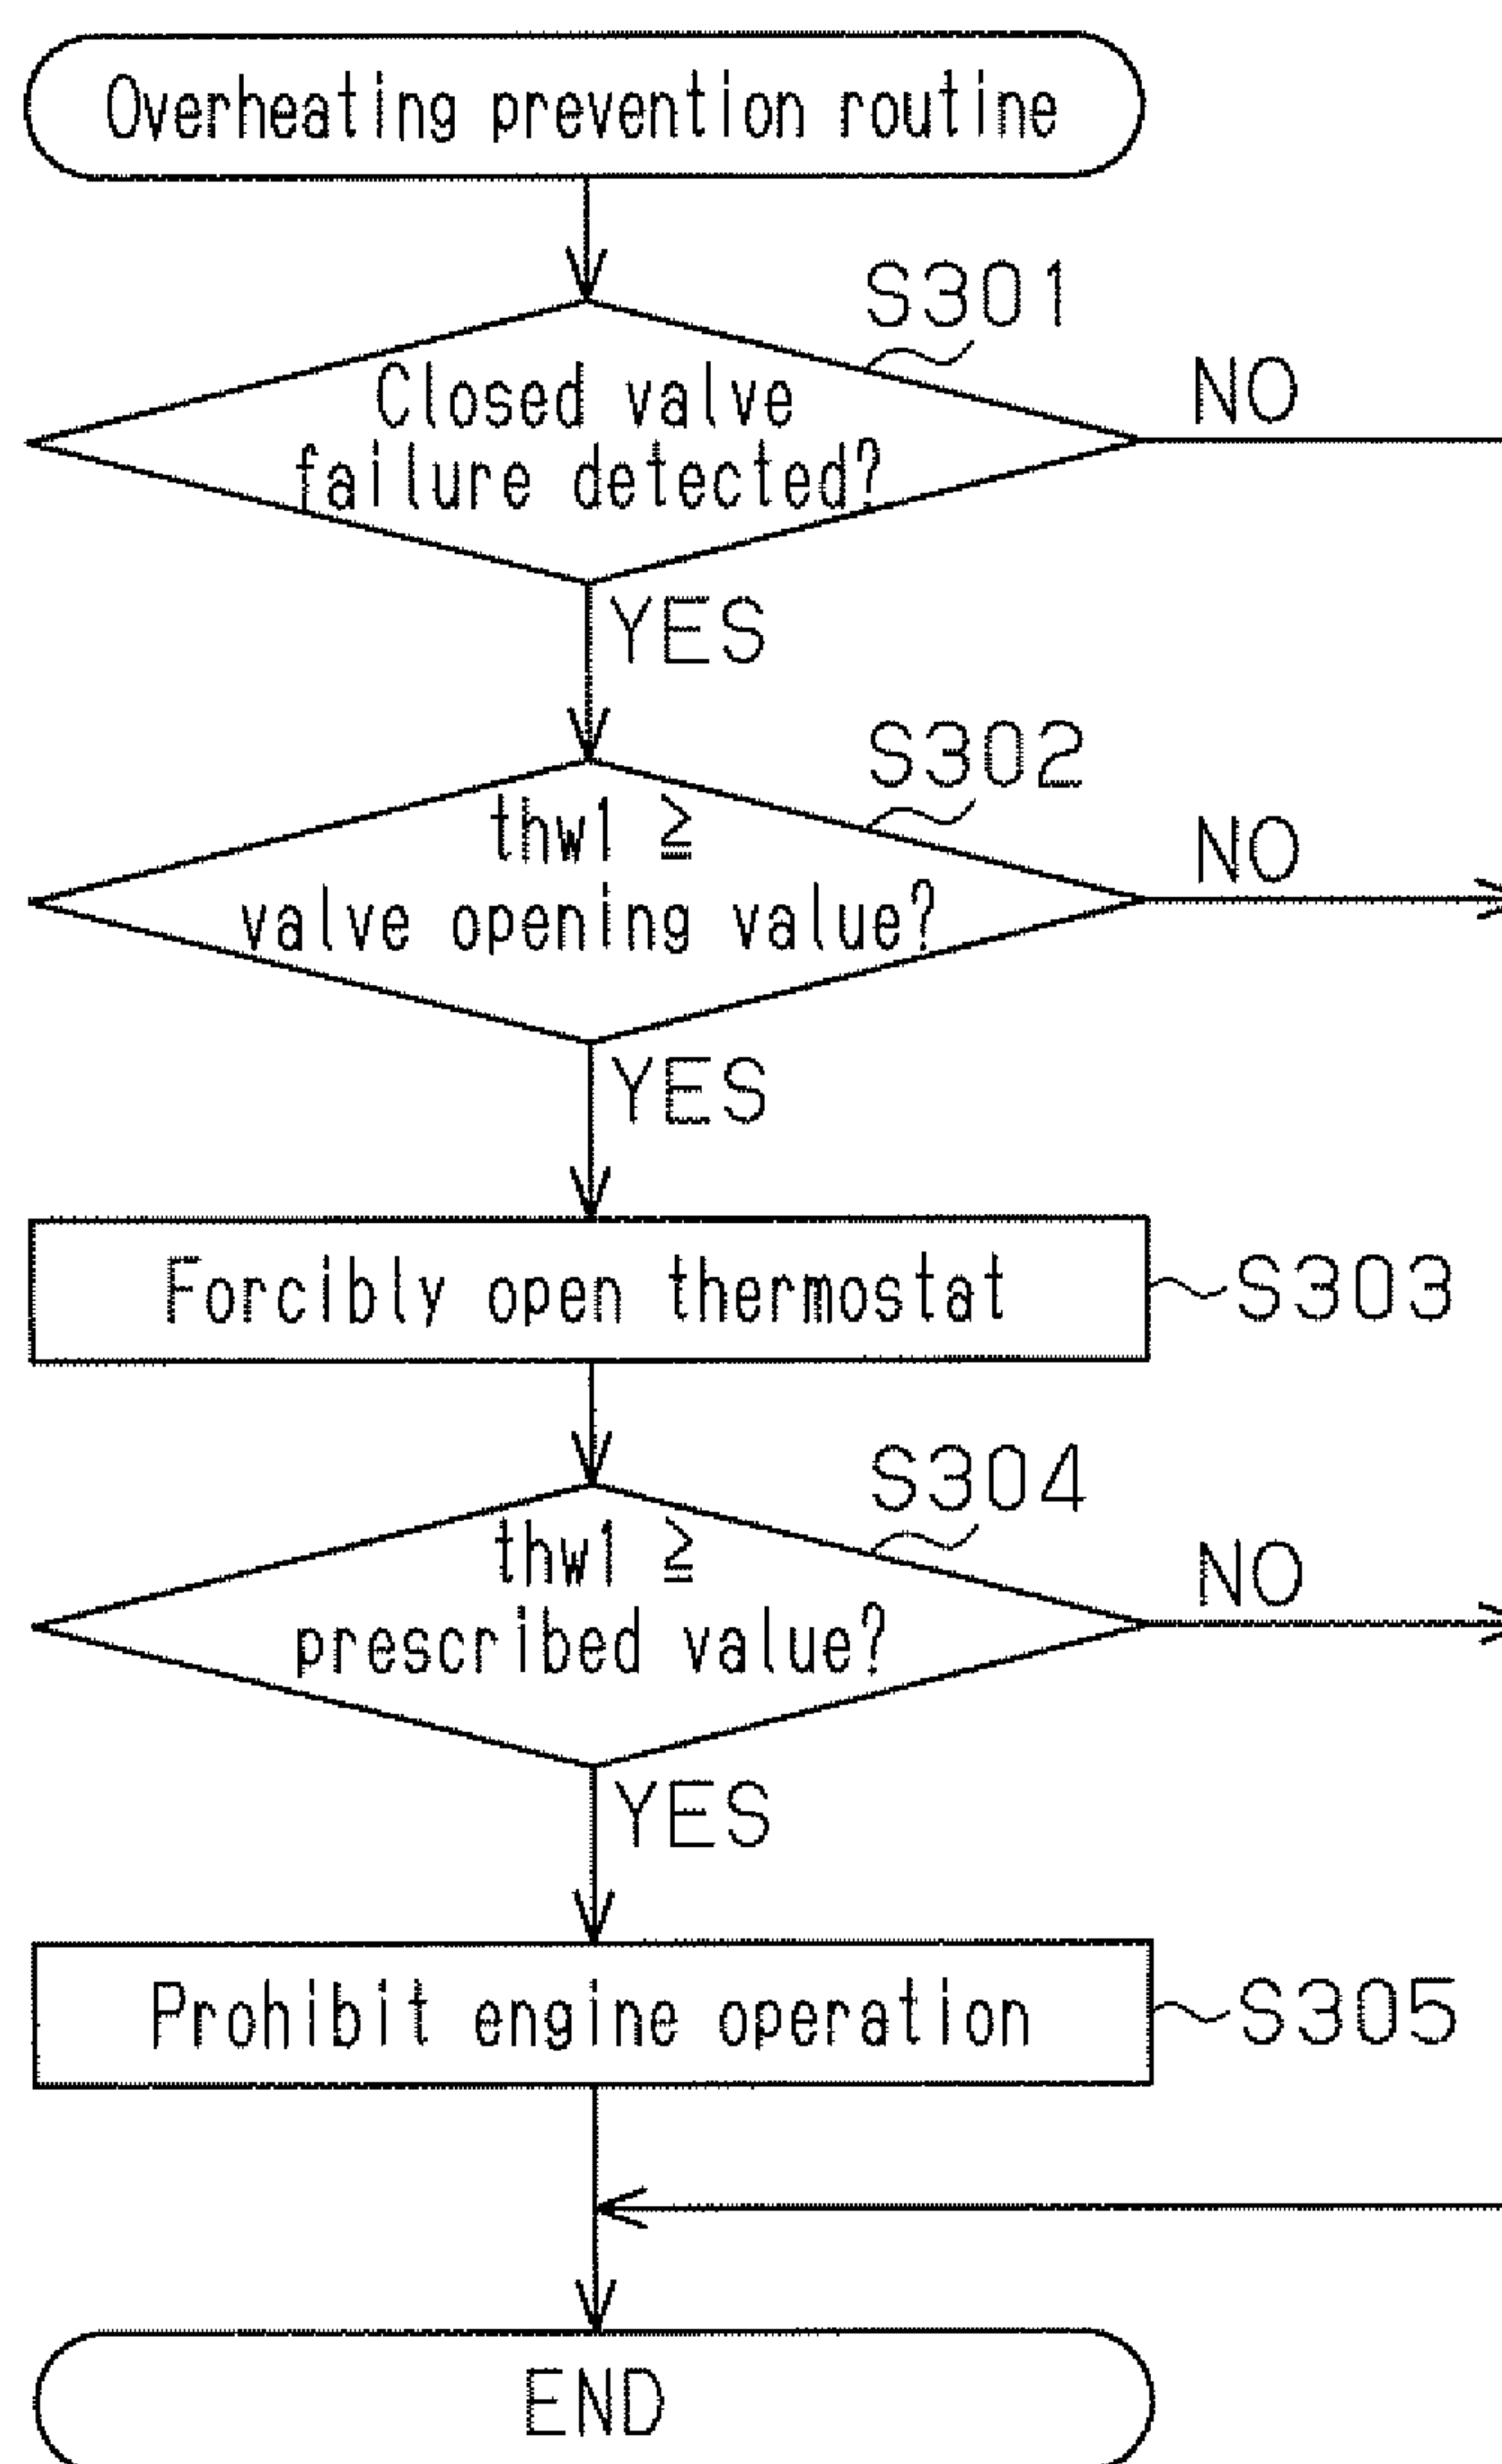 Overheating prevention routine
S301
Closed valve
failure detected?
NO
YES
S302
thw1 ≧
valve opening value?
NO
YES
Forcibly open thermostat
S303
S304
thw1 ≧
prescribed value?
NO
YES
Prohibit engine operation
S305
END